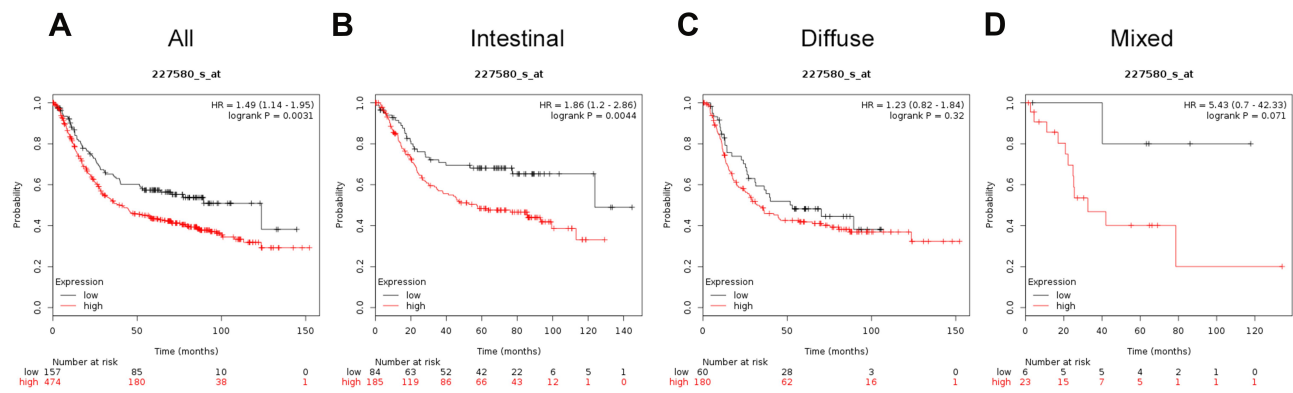 A
All
227580_s_at
HR = 1.49 (1.14 - 1.95)
logrank P = 0.0031
Probability
1.0
0.8
0.6
0.4
0.2
0.0
Expression
low
high
0 50 100 150
Time (months)
Number at risk
low 157 85 10 0
high 474 180 38 1
B
Intestinal
227580_s_at
HR = 1.86 (1.2 - 2.86)
logrank P = 0.0044
Probability
1.0
0.8
0.6
0.4
0.2
0.0
Expression
low
high
0 20 40 60 80 100 120 140
Time (months)
Number at risk
low 84 63 52 42 22 6 5 1
high 185 119 86 66 43 12 1 0
C
Diffuse
227580_s_at
HR = 1.23 (0.82 - 1.84)
logrank P = 0.32
Probability
1.0
0.8
0.6
0.4
0.2
0.0
Expression
low
high
0 50 100 150
Time (months)
Number at risk
low 60 28 3 0
high 180 62 16 1
D
Mixed
227580_s_at
HR = 5.43 (0.7 - 42.33)
logrank P = 0.071
Probability
1.0
0.8
0.6
0.4
0.2
0.0
Expression
low
high
0 20 40 60 80 100 120
Time (months)
Number at risk
low 6 5 5 4 2 1 0
high 23 15 7 5 1 1 1